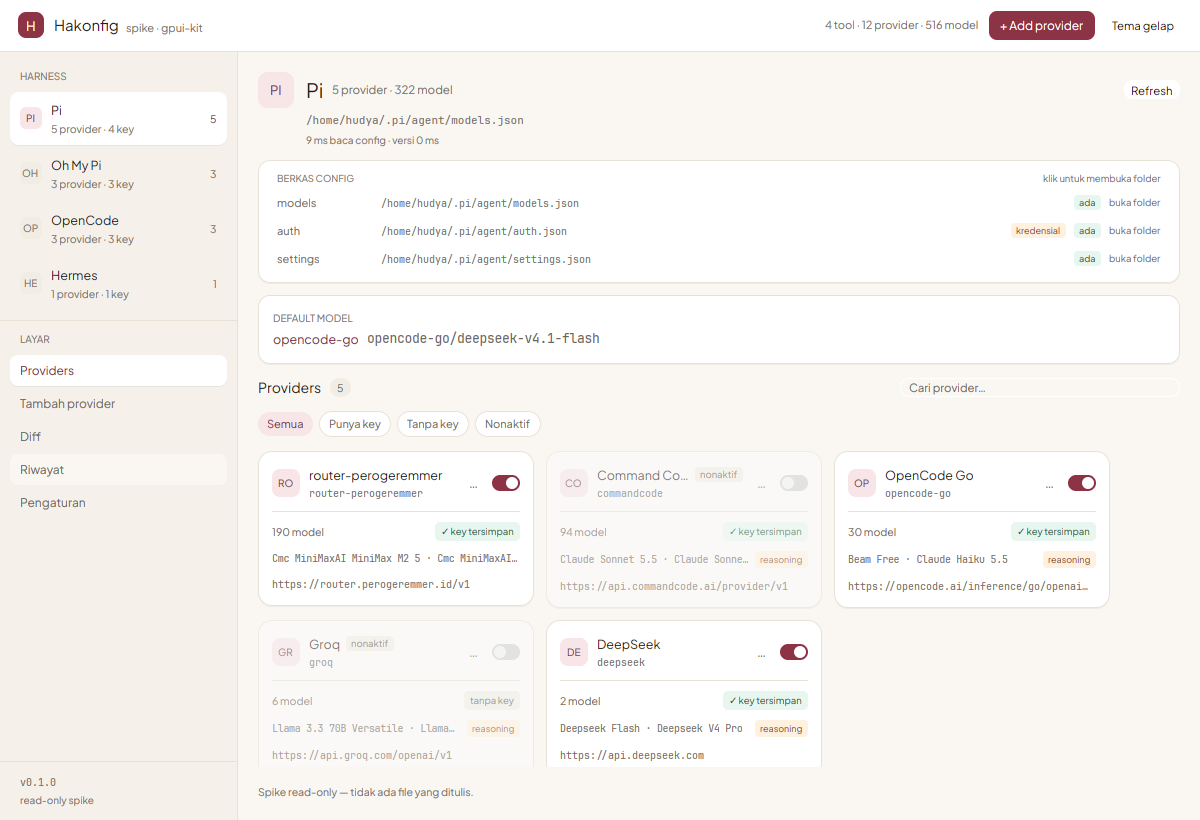 H Hakonfig spike · gpui-kit
4 tool · 12 provider · 516 model
+ Add provider
Tema gelap
HARNESS
PI Pi 5
5 provider · 4 key
OH Oh My Pi 3
3 provider · 3 key
OP OpenCode 3
3 provider · 3 key
HE Hermes 1
1 provider · 1 key
LAYAR
Providers
Tambah provider
Diff
Riwayat
Pengaturan
v0.1.0
read-only spike
PI Pi 5 provider · 322 model
Refresh
/home/hudya/.pi/agent/models.json
9 ms baca config · versi 0 ms
BERKAS CONFIG klik untuk membuka folder
models /home/hudya/.pi/agent/models.json ada buka folder
auth /home/hudya/.pi/agent/auth.json kredensial ada buka folder
settings /home/hudya/.pi/agent/settings.json ada buka folder
DEFAULT MODEL
opencode-go opencode-go/deepseek-v4.1-flash
Providers 5
Cari provider…
Semua Punya key Tanpa key Nonaktif
RO router-perogeremmer …
router-perogeremmer
190 model ✓ key tersimpan
Cmc MiniMaxAI MiniMax M2 5 · Cmc MiniMaxAI…
https://router.perogeremmer.id/v1
CO Command Co… nonaktif …
commandcode
94 model ✓ key tersimpan
Claude Sonnet 5.5 · Claude Sonne… reasoning
https://api.commandcode.ai/provider/v1
OP OpenCode Go …
opencode-go
30 model ✓ key tersimpan
Beam Free · Claude Haiku 5.5 reasoning
https://opencode.ai/inference/go/openai…
GR Groq nonaktif …
groq
6 model tanpa key
Llama 3.3 70B Versatile · Llama… reasoning
https://api.groq.com/openai/v1
DE DeepSeek …
deepseek
2 model ✓ key tersimpan
Deepseek Flash · Deepseek V4 Pro reasoning
https://api.deepseek.com
Spike read-only — tidak ada file yang ditulis.